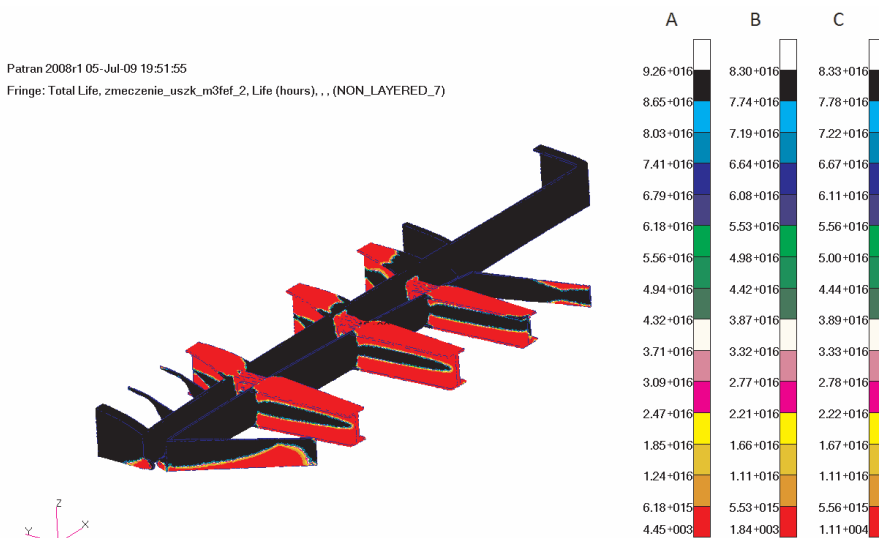 A B C
Patran 2008r1 05-Jul-09 19:51:55
Fringe: Total Life, zmeczenie_uszk_m3fef_2, Life (hours), , , (NON_LAYERED_7)
9.26+016 8.30+016 8.33+016
8.65+016 7.74+016 7.78+016
8.03+016 7.19+016 7.22+016
7.41+016 6.64+016 6.67+016
6.79+016 6.08+016 6.11+016
6.18+016 5.53+016 5.56+016
5.56+016 4.98+016 5.00+016
4.94+016 4.42+016 4.44+016
4.32+016 3.87+016 3.89+016
3.71+016 3.32+016 3.33+016
3.09+016 2.77+016 2.78+016
2.47+016 2.21+016 2.22+016
1.85+016 1.66+016 1.67+016
1.24+016 1.11+016 1.11+016
6.18+015 5.53+015 5.56+015
4.45+003 1.84+003 1.11+004
Z
Y X